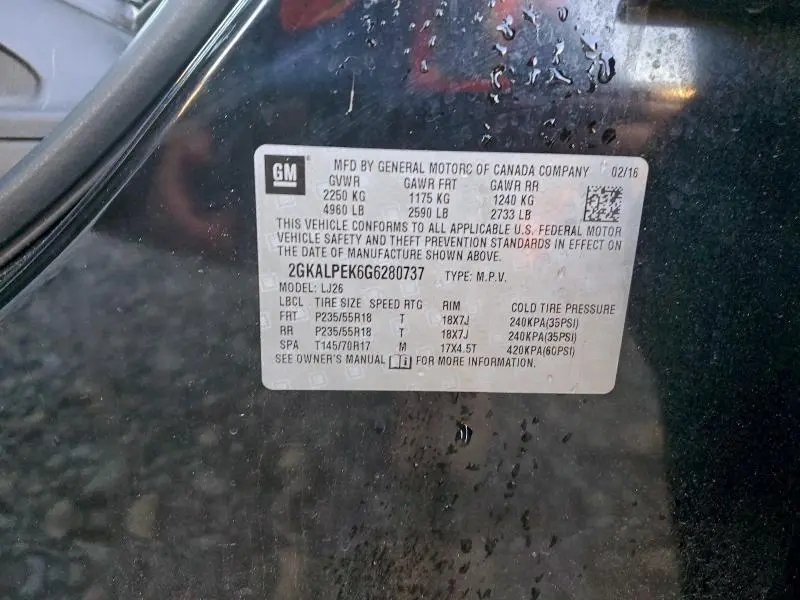 GM
MFD BY GENERAL MOTORS OF CANADA COMPANY 02/16
GVWR GAWR FRT GAWR RR
2250 KG 1175 KG 1240 KG
4960 LB 2590 LB 2733 LB
THIS VEHICLE CONFORMS TO ALL APPLICABLE U.S. FEDERAL MOTOR
VEHICLE SAFETY AND THEFT PREVENTION STANDARDS IN EFFECT ON
THE DATE OF MANUFACTURE SHOWN ABOVE.
2GKALPEK6G6280737 TYPE: M.P.V.
MODEL: LJ26
LBCL TIRE SIZE SPEED RTG RIM COLD TIRE PRESSURE
FRT P235/55R18 T 18X7J 240KPA(35PSI)
RR P235/55R18 T 18X7J 240KPA(35PSI)
SPA T145/70R17 M 17X4.5T 420KPA(60PSI)
SEE OWNER'S MANUAL FOR MORE INFORMATION.